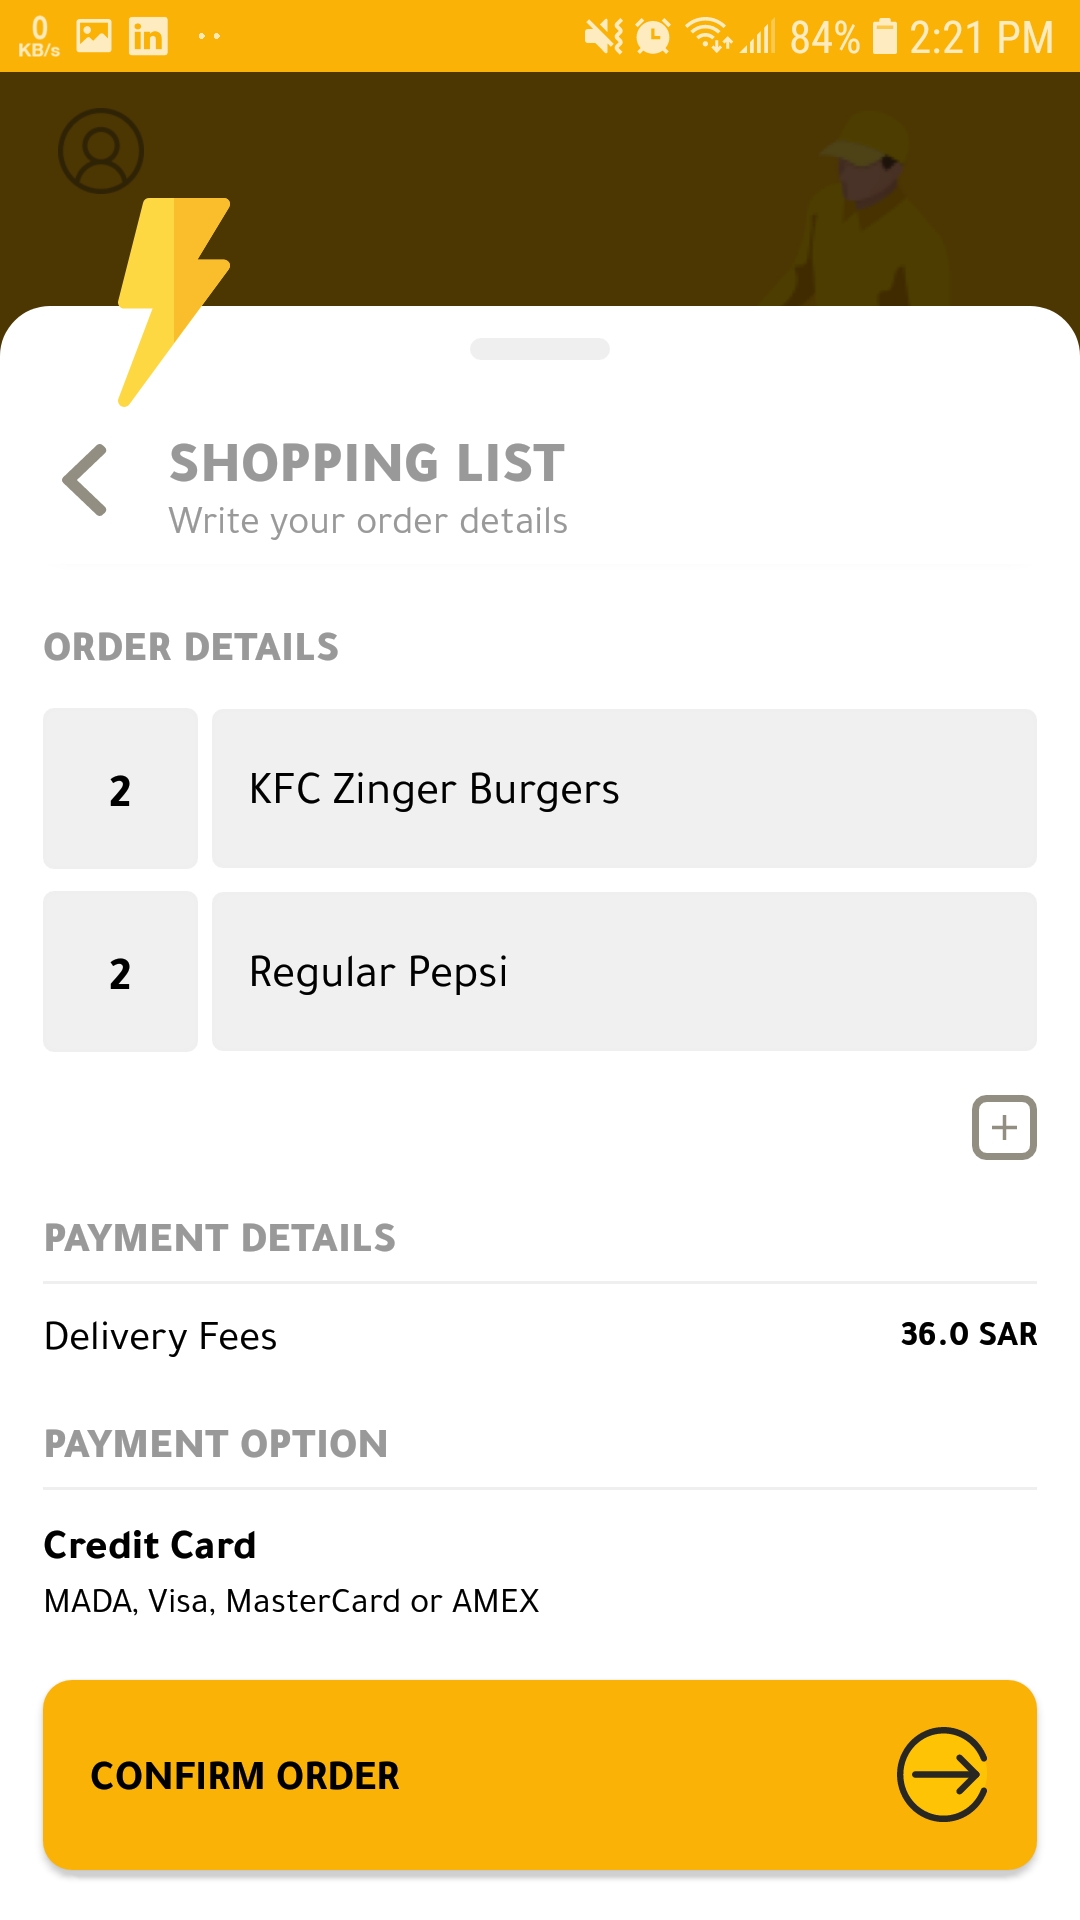 0
KB/s
in
84% 2:21 PM
SHOPPING LIST
Write your order details
ORDER DETAILS
2 KFC Zinger Burgers
2 Regular Pepsi
PAYMENT DETAILS
Delivery Fees 36.0 SAR
PAYMENT OPTION
Credit Card
MADA, Visa, MasterCard or AMEX
CONFIRM ORDER